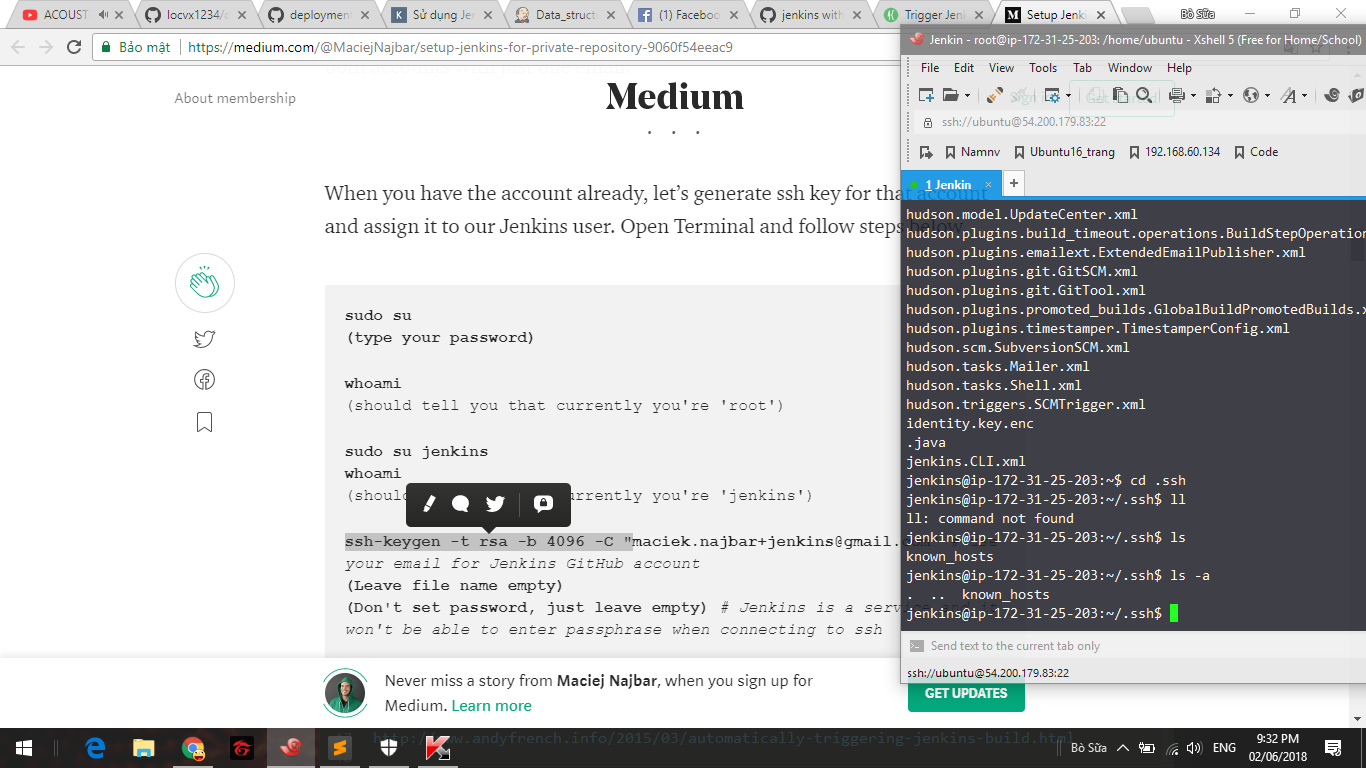 ACOUST
locvx1234/
deploymen
Sử dụng Je
Data_structi
(1) Faceboo
jenkins with
Trigger Jen
Setup Jenki
Bò Sữa
Bảo mật
https://medium.com/@MaciejNajbar/setup-jenkins-for-private-repository-9060f54eeac9
About membership
Medium
. . .
When you have the account already, let's generate ssh key for that account
and assign it to our Jenkins user. Open Terminal and follow steps below
sudo su
(type your password)
whoami
(should tell you that currently you're 'root')
sudo su jenkins
whoami
(shou urrently you're 'jenkins')
ssh-keygen -t rsa -b 4096 -C "maciek.najbar+jenkins@gmail.
your email for Jenkins GitHub account
(Leave file name empty)
(Don't set password, just leave empty) # Jenkins is a service and it
won't be able to enter passphrase when connecting to ssh
Never miss a story from Maciej Najbar, when you sign up for
Medium. Learn more
GET UPDATES
http://www.andyfrench.info/2015/03/automatically-triggering-jenkins-build.html
Jenkin - root@ip-172-31-25-203: /home/ubuntu - Xshell 5 (Free for Home/School)
File Edit View Tools Tab Window Help
ssh://ubuntu@54.200.179.83:22
Namnv Ubuntu16_trang 192.168.60.134 Code
1 Jenkin × +
hudson.model.UpdateCenter.xml
hudson.plugins.build_timeout.operations.BuildStepOperation
hudson.plugins.emailext.ExtendedEmailPublisher.xml
hudson.plugins.git.GitSCM.xml
hudson.plugins.git.GitTool.xml
hudson.plugins.promoted_builds.GlobalBuildPromotedBuilds.x
hudson.plugins.timestamper.TimestamperConfig.xml
hudson.scm.SubversionSCM.xml
hudson.tasks.Mailer.xml
hudson.tasks.Shell.xml
hudson.triggers.SCMTrigger.xml
identity.key.enc
.java
jenkins.CLI.xml
jenkins@ip-172-31-25-203:~$ cd .ssh
jenkins@ip-172-31-25-203:~/.ssh$ ll
ll: command not found
jenkins@ip-172-31-25-203:~/.ssh$ ls
known_hosts
jenkins@ip-172-31-25-203:~/.ssh$ ls -a
. .. known_hosts
jenkins@ip-172-31-25-203:~/.ssh$
Send text to the current tab only
ssh://ubuntu@54.200.179.83:22
Bò Sữa
ENG
9:32 PM
02/06/2018